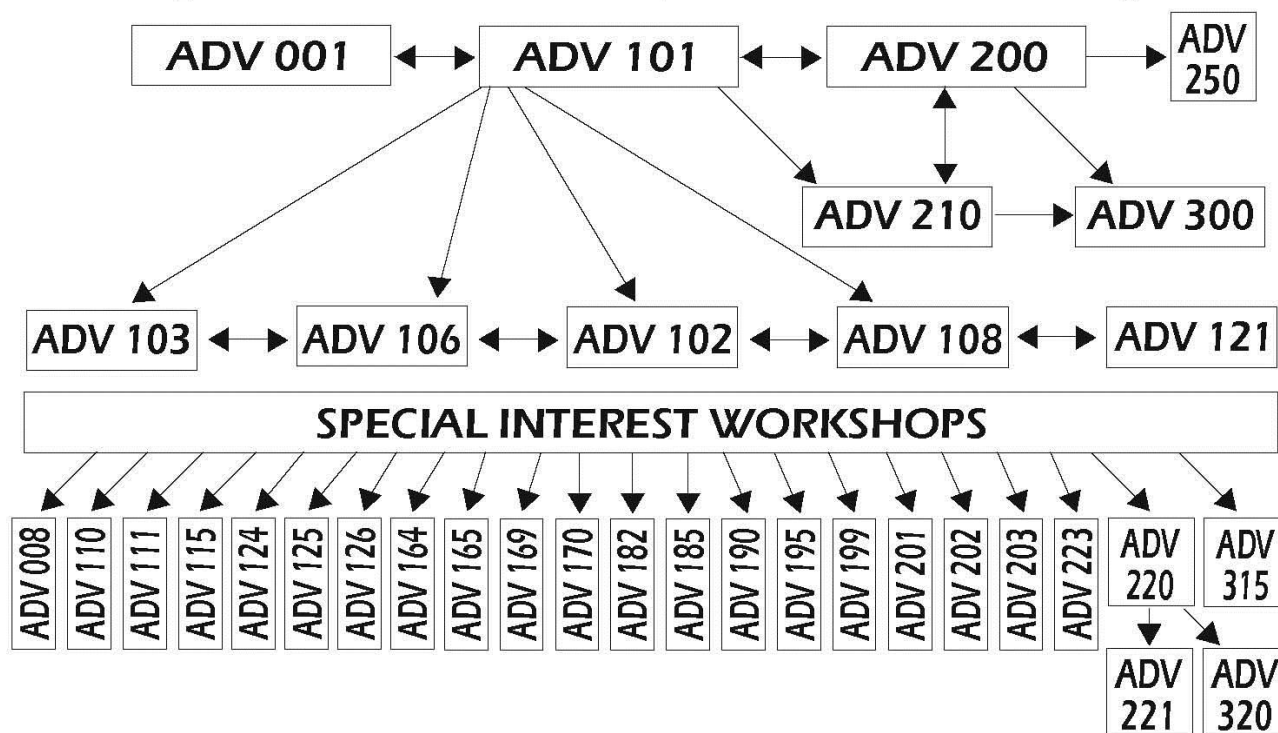 ADV 001
ADV 101
ADV 200
ADV
250
ADV 210
ADV 300
ADV 103
ADV 106
ADV 102
ADV 108
ADV 121
SPECIAL INTEREST WORKSHOPS
ADV 008
ADV 110
ADV 111
ADV 115
ADV 124
ADV 125
ADV 126
ADV 164
ADV 165
ADV 169
ADV 170
ADV 182
ADV 185
ADV 190
ADV 195
ADV 199
ADV 201
ADV 202
ADV 203
ADV 223
ADV
220
ADV
315
ADV
221
ADV
320